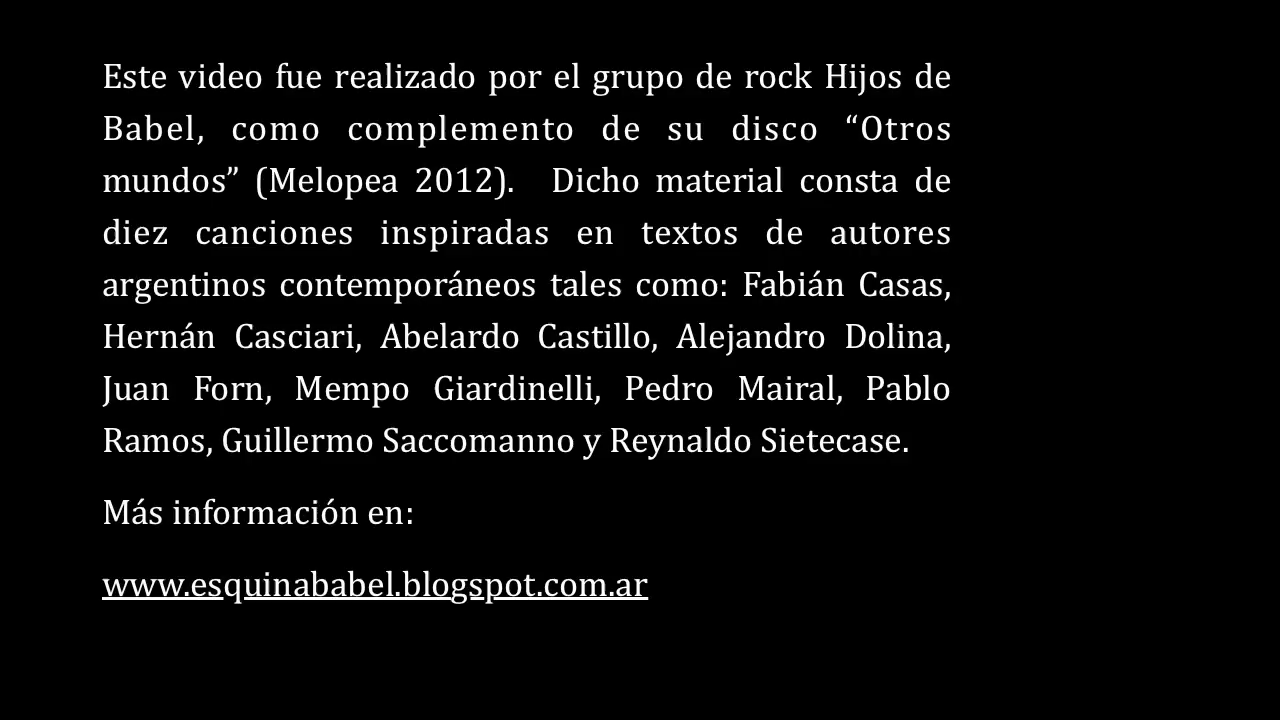 Este video fue realizado por el grupo de rock Hijos de
Babel, como complemento de su disco “Otros
mundos” (Melopea 2012).  Dicho material consta de
diez canciones inspiradas en textos de autores
argentinos contemporáneos tales como: Fabián Casas,
Hernán Casciari, Abelardo Castillo, Alejandro Dolina,
Juan Forn, Mempo Giardinelli, Pedro Mairal, Pablo
Ramos, Guillermo Saccomanno y Reynaldo Sietecase.
Más información en:
www.esquinababel.blogspot.com.ar